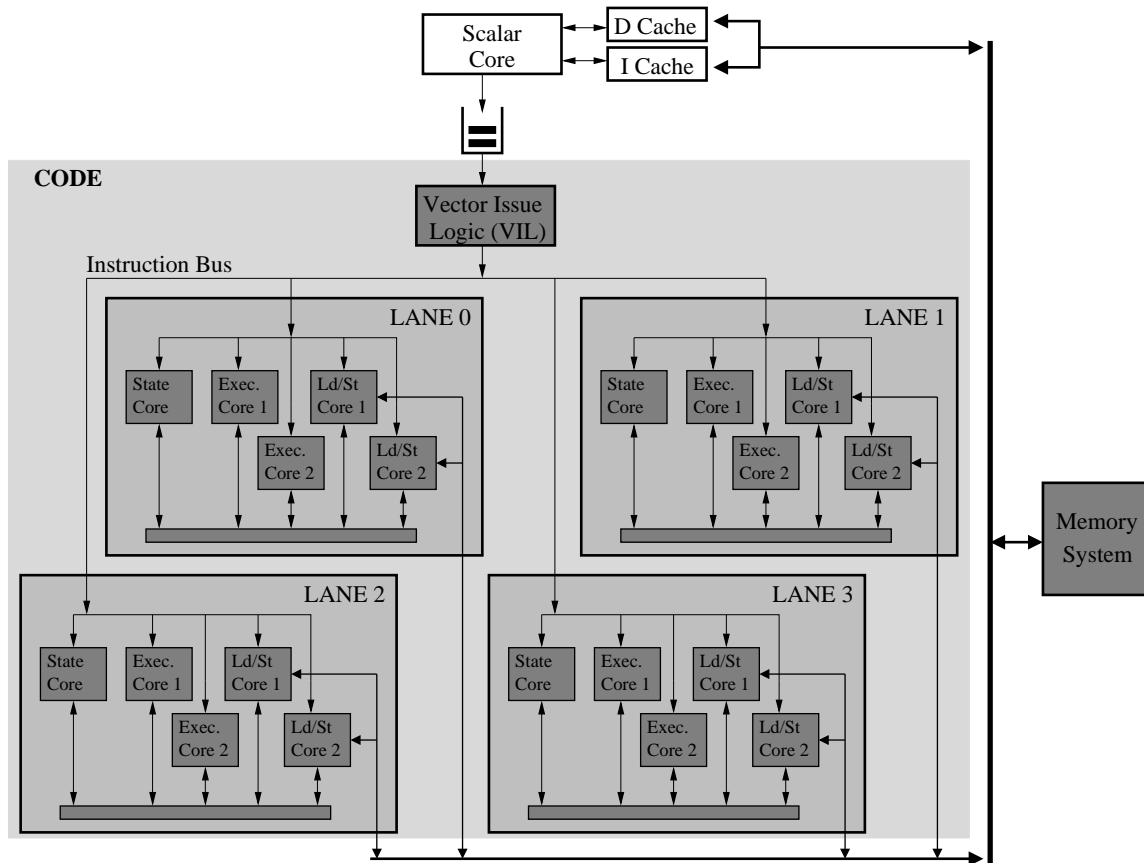 Scalar
Core
D Cache
I Cache
CODE
Vector Issue
Logic (VIL)
Instruction Bus
LANE 0
State
Core
Exec.
Core 1
Ld/St
Core 1
Exec.
Core 2
Ld/St
Core 2
LANE 1
State
Core
Exec.
Core 1
Ld/St
Core 1
Exec.
Core 2
Ld/St
Core 2
Memory
System
LANE 2
State
Core
Exec.
Core 1
Ld/St
Core 1
Exec.
Core 2
Ld/St
Core 2
LANE 3
State
Core
Exec.
Core 1
Ld/St
Core 1
Exec.
Core 2
Ld/St
Core 2